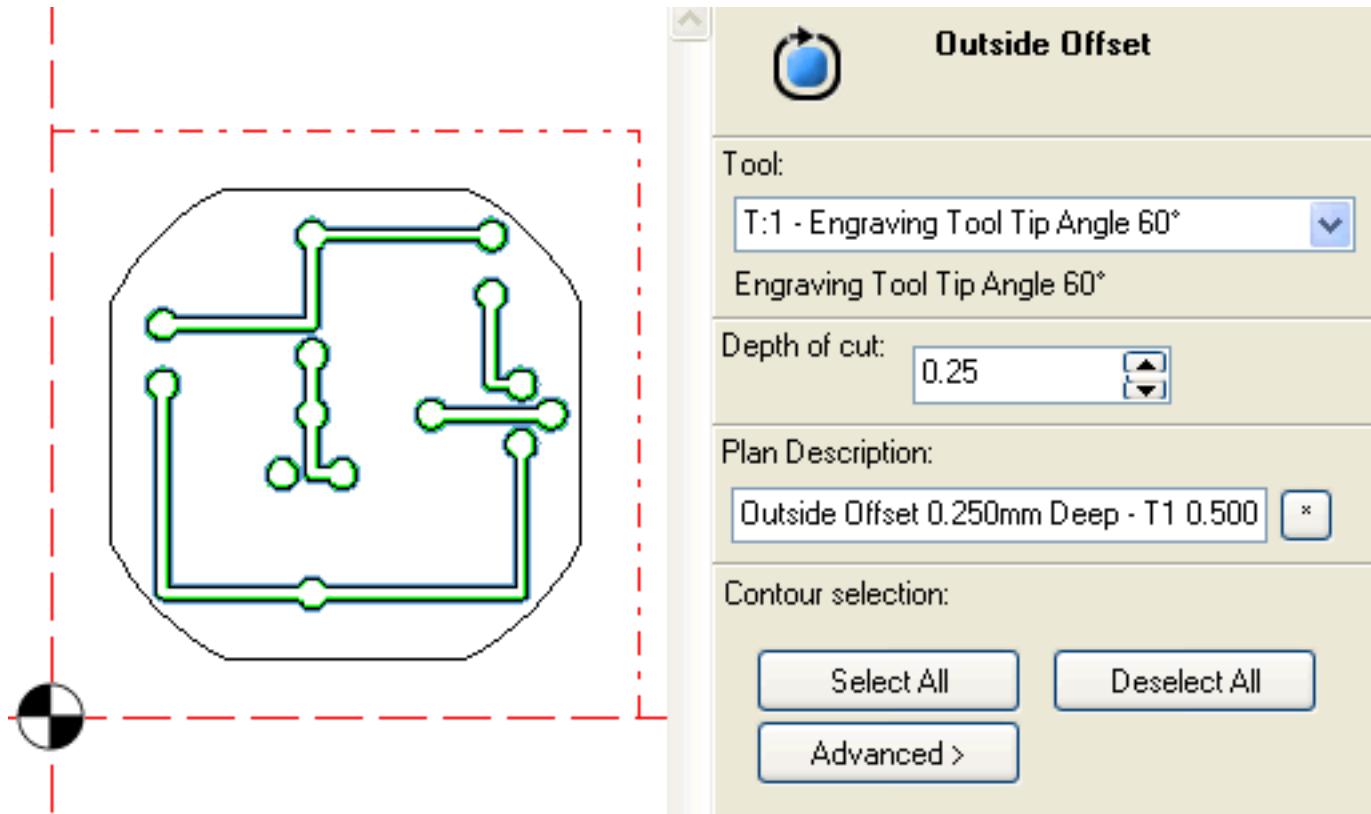 Outside Offset
Tool:
T:1 - Engraving Tool Tip Angle 60°
Engraving Tool Tip Angle 60°
Depth of cut:
0.25
Plan Description:
Outside Offset 0.250mm Deep - T1 0.500
*
Contour selection:
Select All
Deselect All
Advanced >